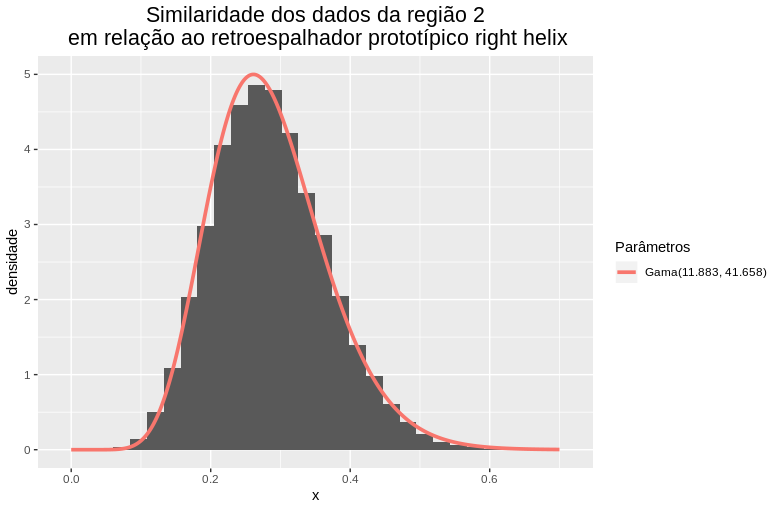 Similaridade dos dados da região 2
em relação ao retroespalhador prototípico right helix
densidade
5
4
3
2
1
0
0.0
0.2
0.4
0.6
x
Parâmetros
Gama(11.883, 41.658)